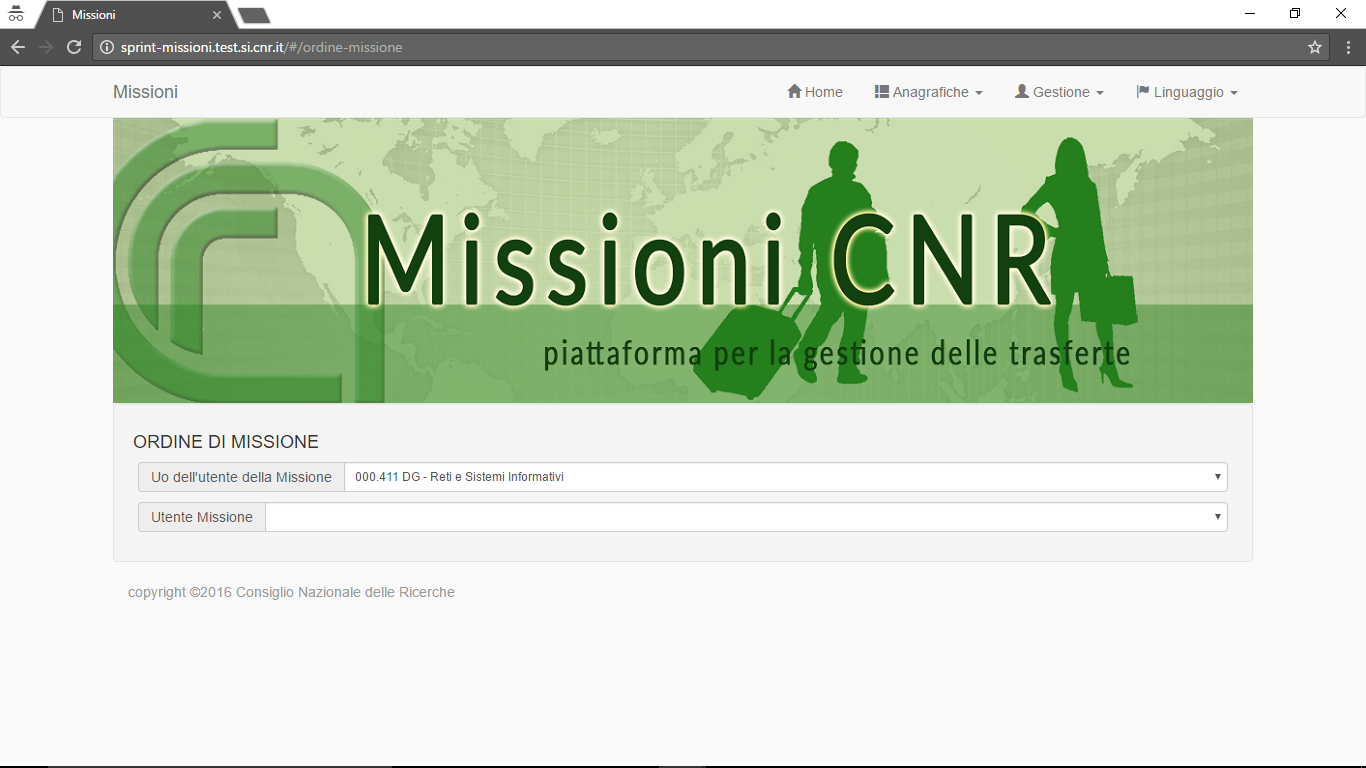 Missioni
sprint-missioni.test.si.cnr.it/#/ordine-missione
Missioni Home Anagrafiche Gestione Linguaggio
Missioni CNR
piattaforma per la gestione delle trasferte
ORDINE DI MISSIONE
Uo dell'utente della Missione 000.411 DG - Reti e Sistemi Informativi
Utente Missione
copyright ©2016 Consiglio Nazionale delle Ricerche